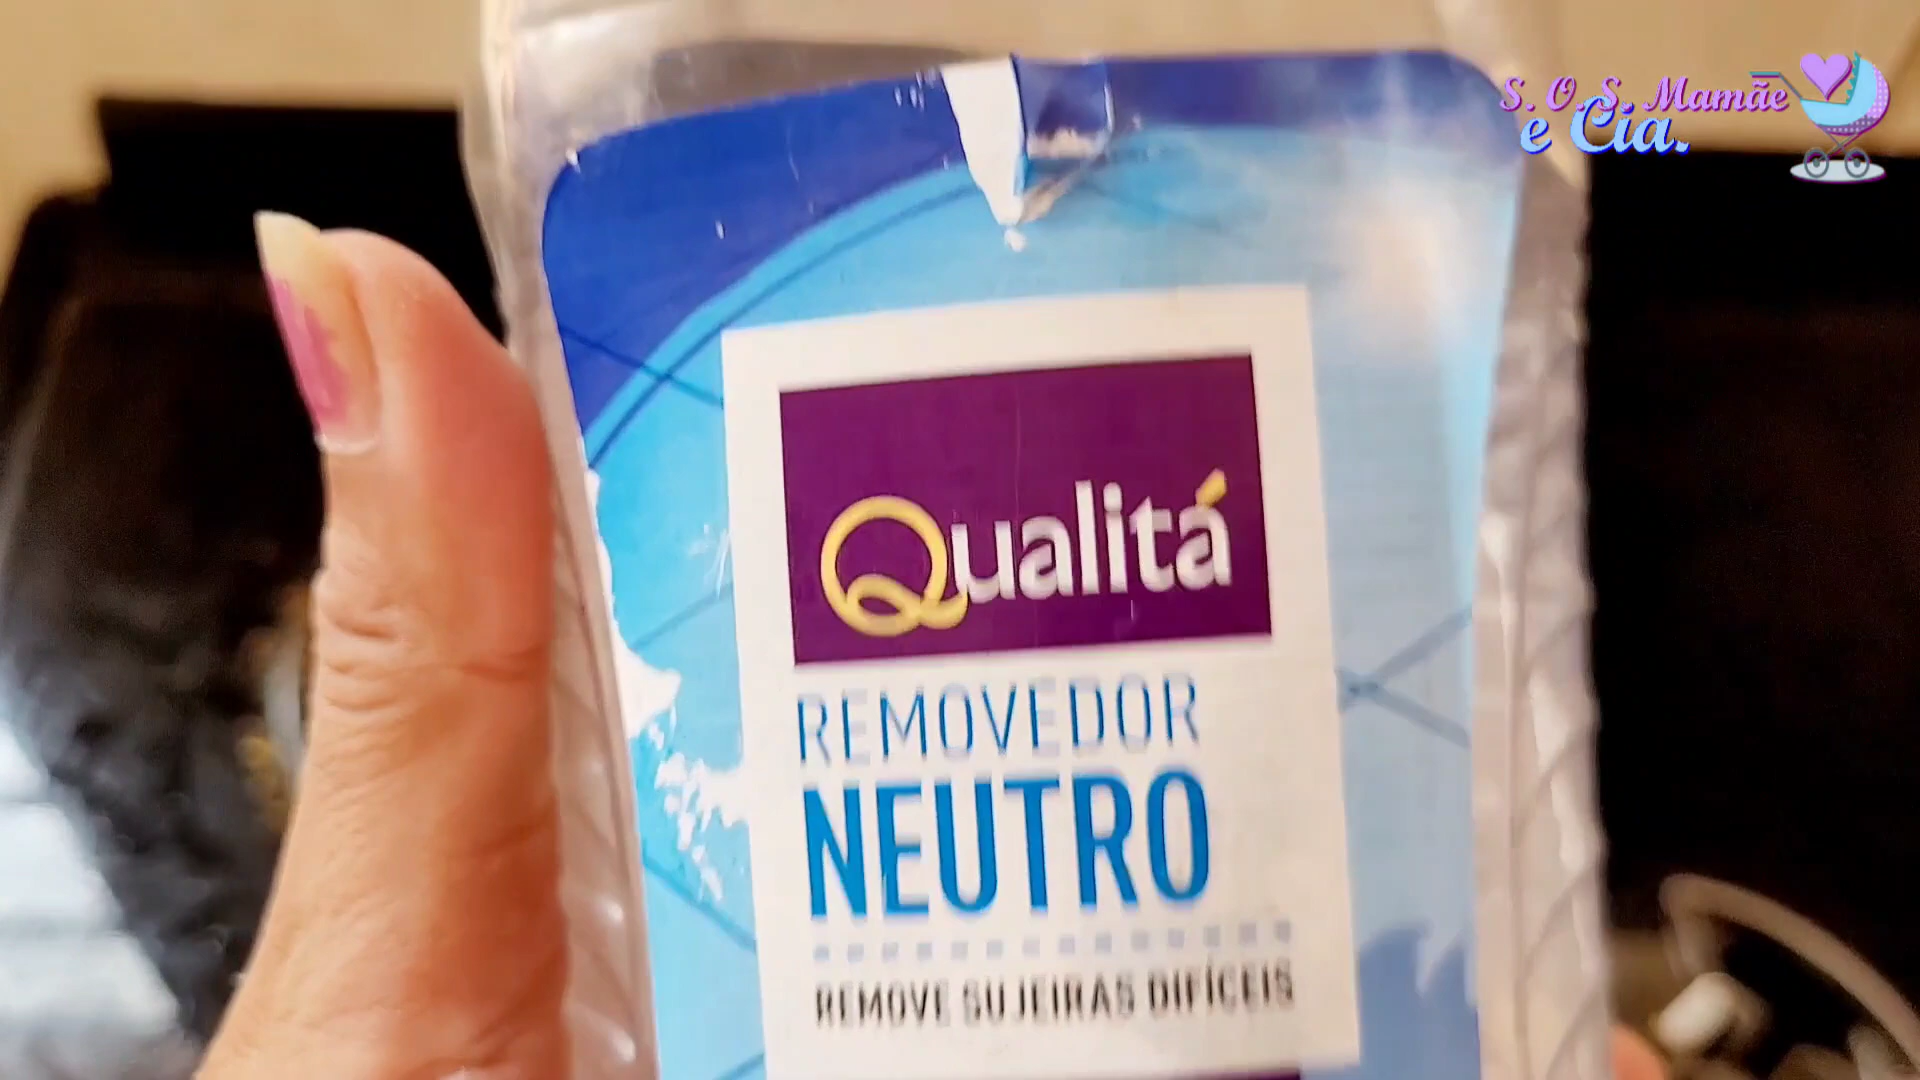 S. O. S. Mamãe
e Cia.
Qualitá
REMOVEDOR
NEUTRO
REMOVE SUJEIRAS DIFÍCEIS